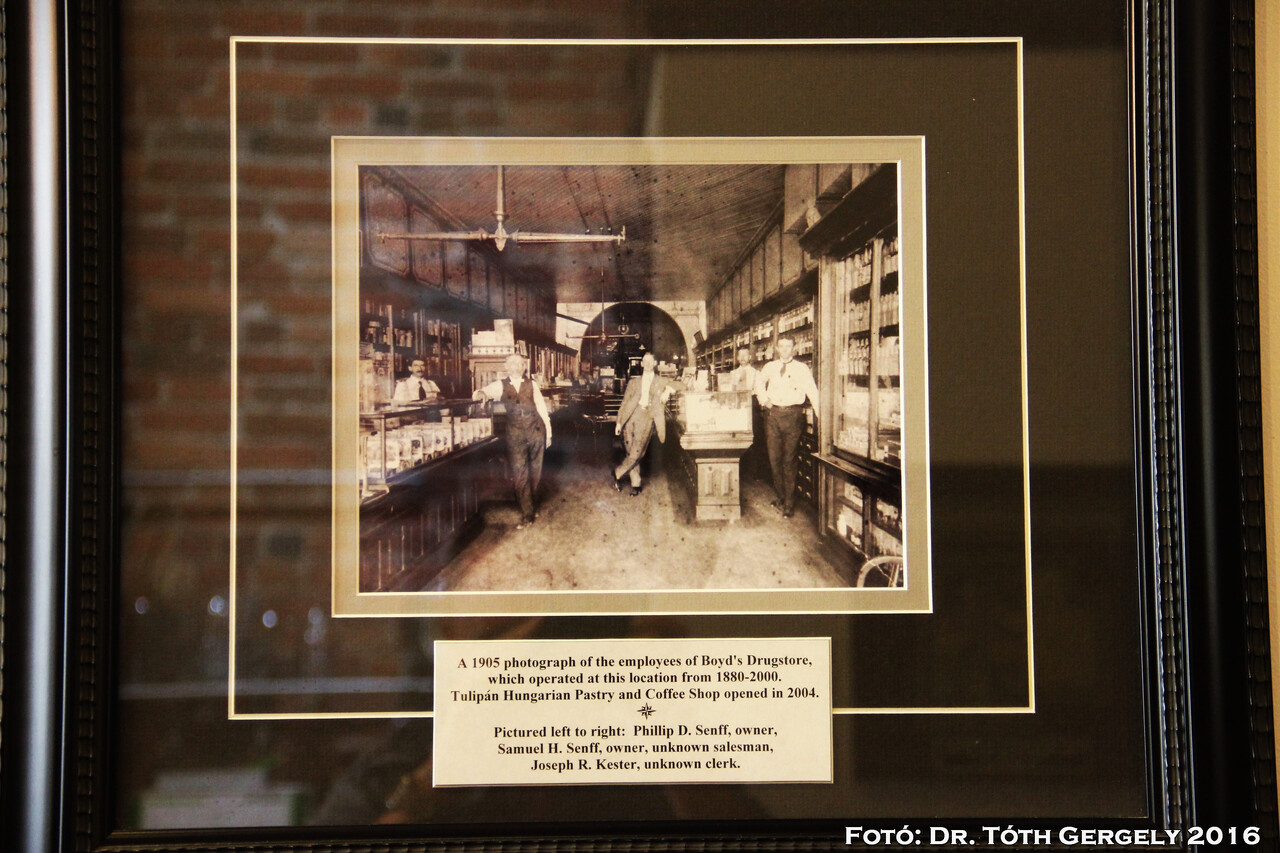 A 1905 photograph of the employees of Boyd's Drugstore,
which operated at this location from 1880-2000.
Tulipán Hungarian Pastry and Coffee Shop opened in 2004.
Pictured left to right: Phillip D. Senff, owner,
Samuel H. Senff, owner, unknown salesman,
Joseph R. Kester, unknown clerk.
Fotó: Dr. Tóth Gergely 2016